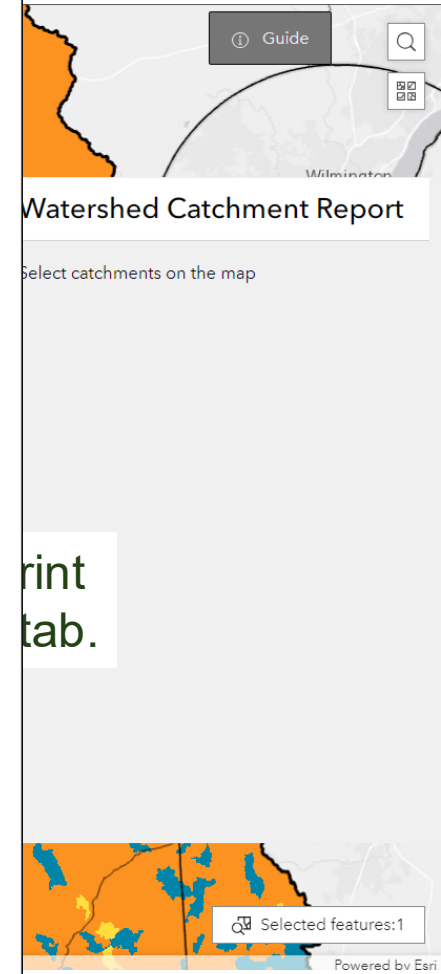 Guide
Wilmington
Watershed Catchment Report
Select catchments on the map
rint
tab.
Selected features:1
Powered by Esri